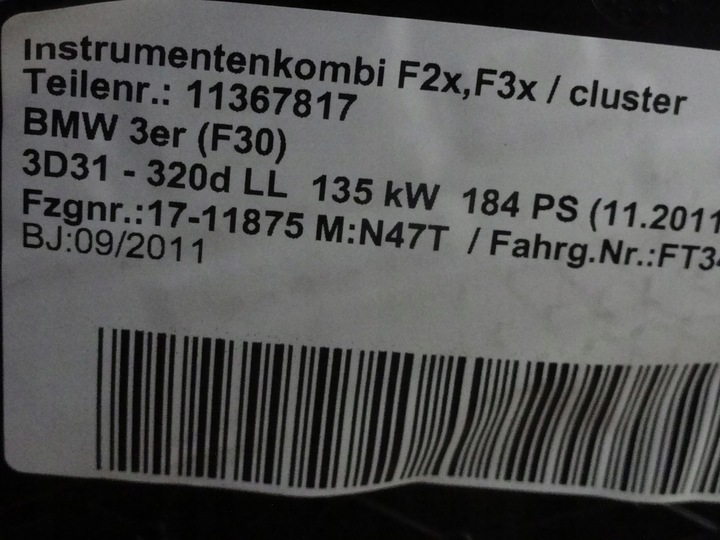 Instrumentenkombi F2x,F3x / cluster
Teilenr.: 11367817
BMW 3er (F30)
3D31 - 320d LL 135 kW 184 PS (11.2011
Fzgnr.:17-11875 M:N47T / Fahrg.Nr.:FT34
BJ:09/2011